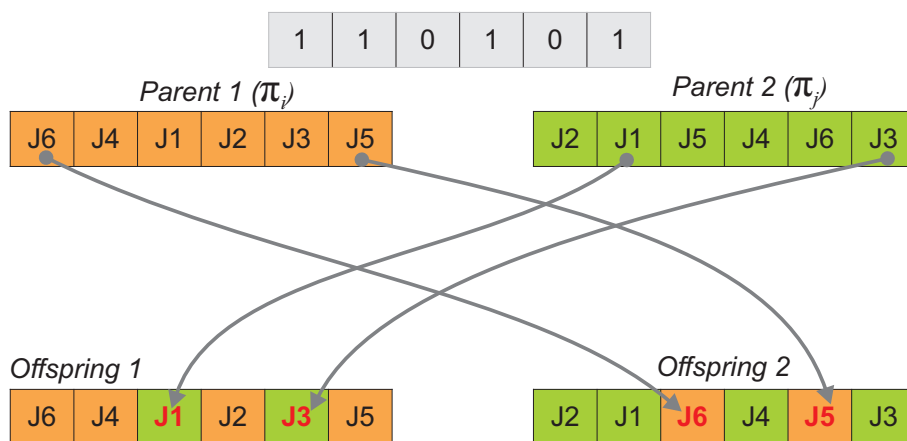 1 1 0 1 0 1
Parent 1 (π_i) Parent 2 (π_j)
J6 J4 J1 J2 J3 J5 J2 J1 J5 J4 J6 J3
Offspring 1 Offspring 2
J6 J4 J1 J2 J3 J5 J2 J1 J6 J4 J5 J3